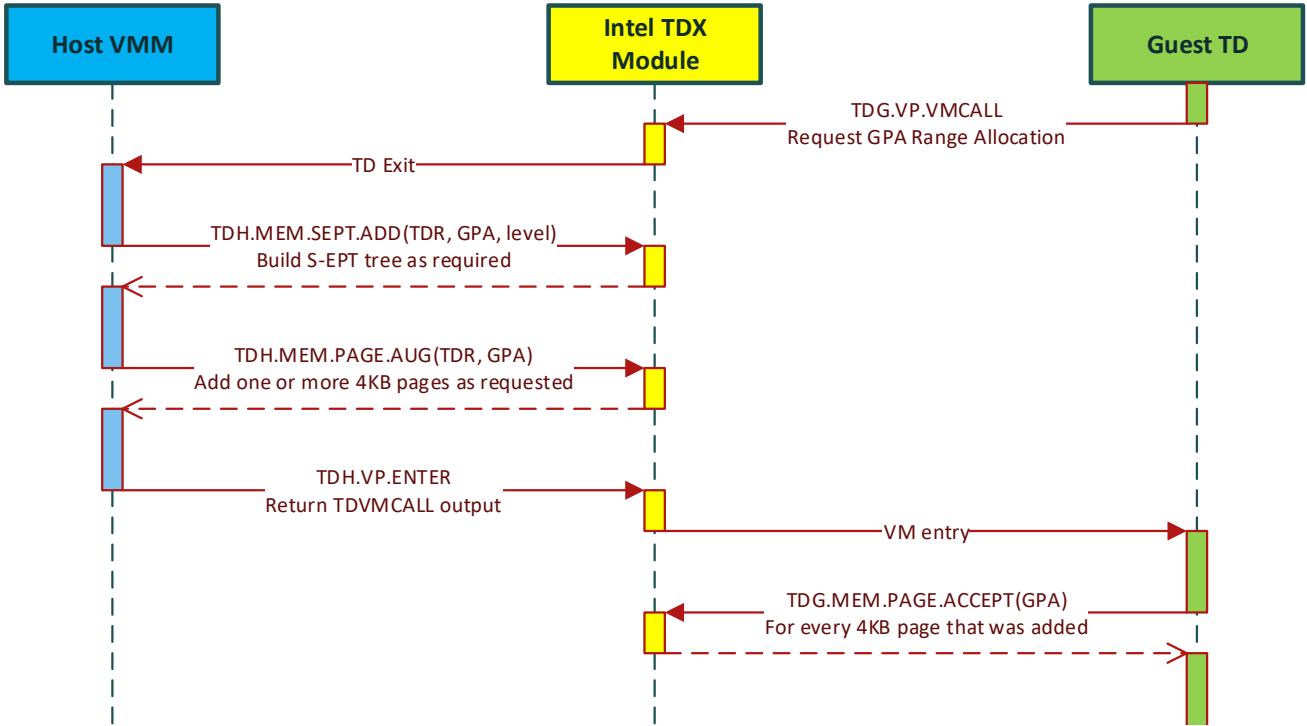 Host VMM
Intel TDX
Module
Guest TD
TDG.VP.VMCALL
Request GPA Range Allocation
TD Exit
TDH.MEM.SEPT.ADD(TDR, GPA, level)
Build S-EPT tree as required
TDH.MEM.PAGE.AUG(TDR, GPA)
Add one or more 4KB pages as requested
TDH.VP.ENTER
Return TDVMCALL output
VM entry
TDG.MEM.PAGE.ACCEPT(GPA)
For every 4KB page that was added